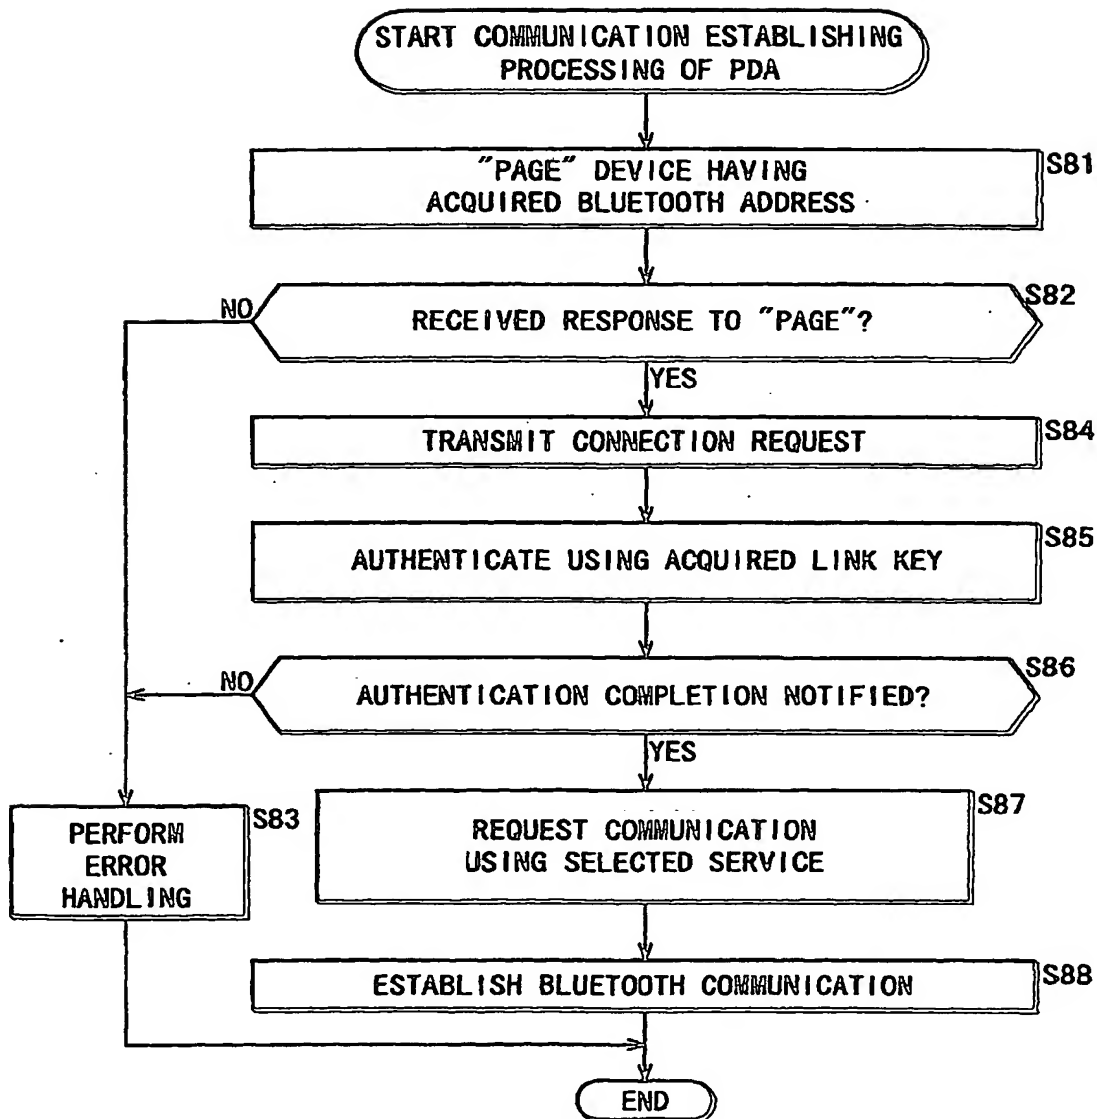 START COMMUNICATION ESTABLISHING
PROCESSING OF PDA
"PAGE" DEVICE HAVING
ACQUIRED BLUETOOTH ADDRESS
S81
NO
RECEIVED RESPONSE TO "PAGE"?
S82
YES
TRANSMIT CONNECTION REQUEST
S84
AUTHENTICATE USING ACQUIRED LINK KEY
S85
NO
AUTHENTICATION COMPLETION NOTIFIED?
S86
YES
PERFORM
ERROR
HANDLING
S83
REQUEST COMMUNICATION
USING SELECTED SERVICE
S87
ESTABLISH BLUETOOTH COMMUNICATION
S88
END